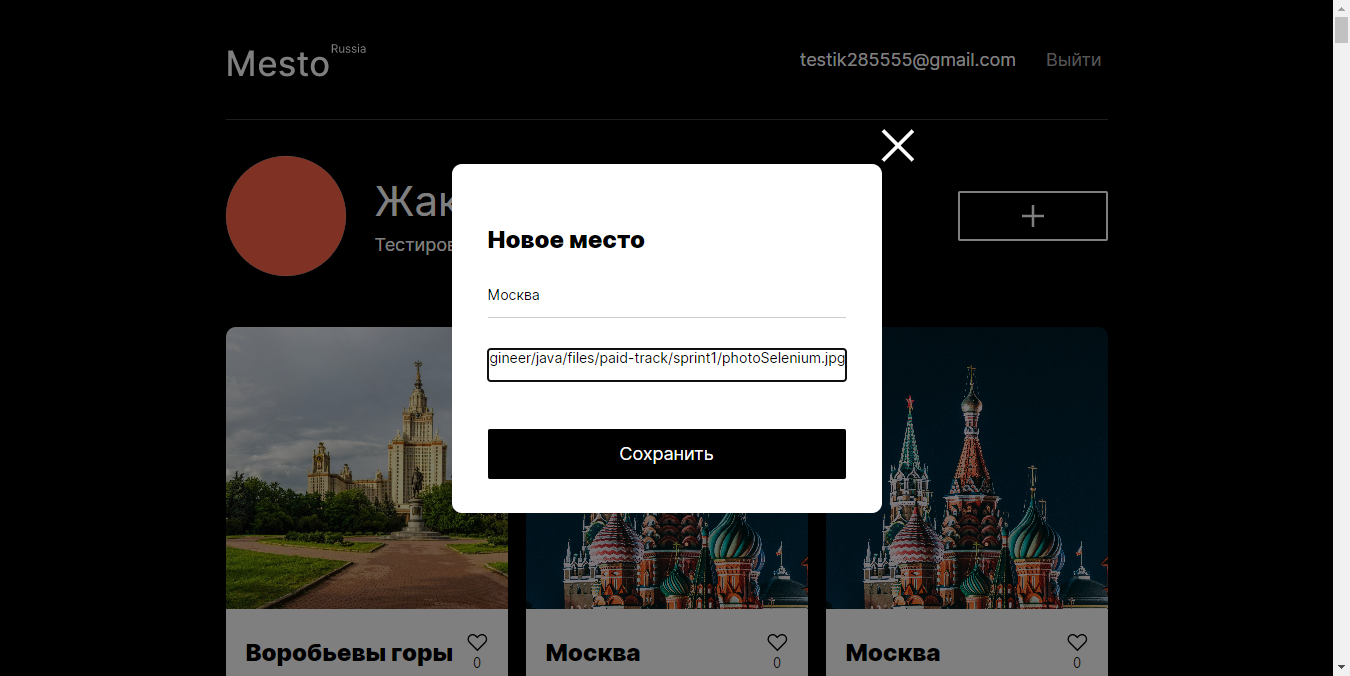 Mesto Russia
testik285555@gmail.com Выйти
Жак
Тестиров
Новое место
Москва
gineer/java/files/paid-track/sprint1/photoSelenium.jpg
Сохранить
Воробьевы горы
0
Москва
0
Москва
0